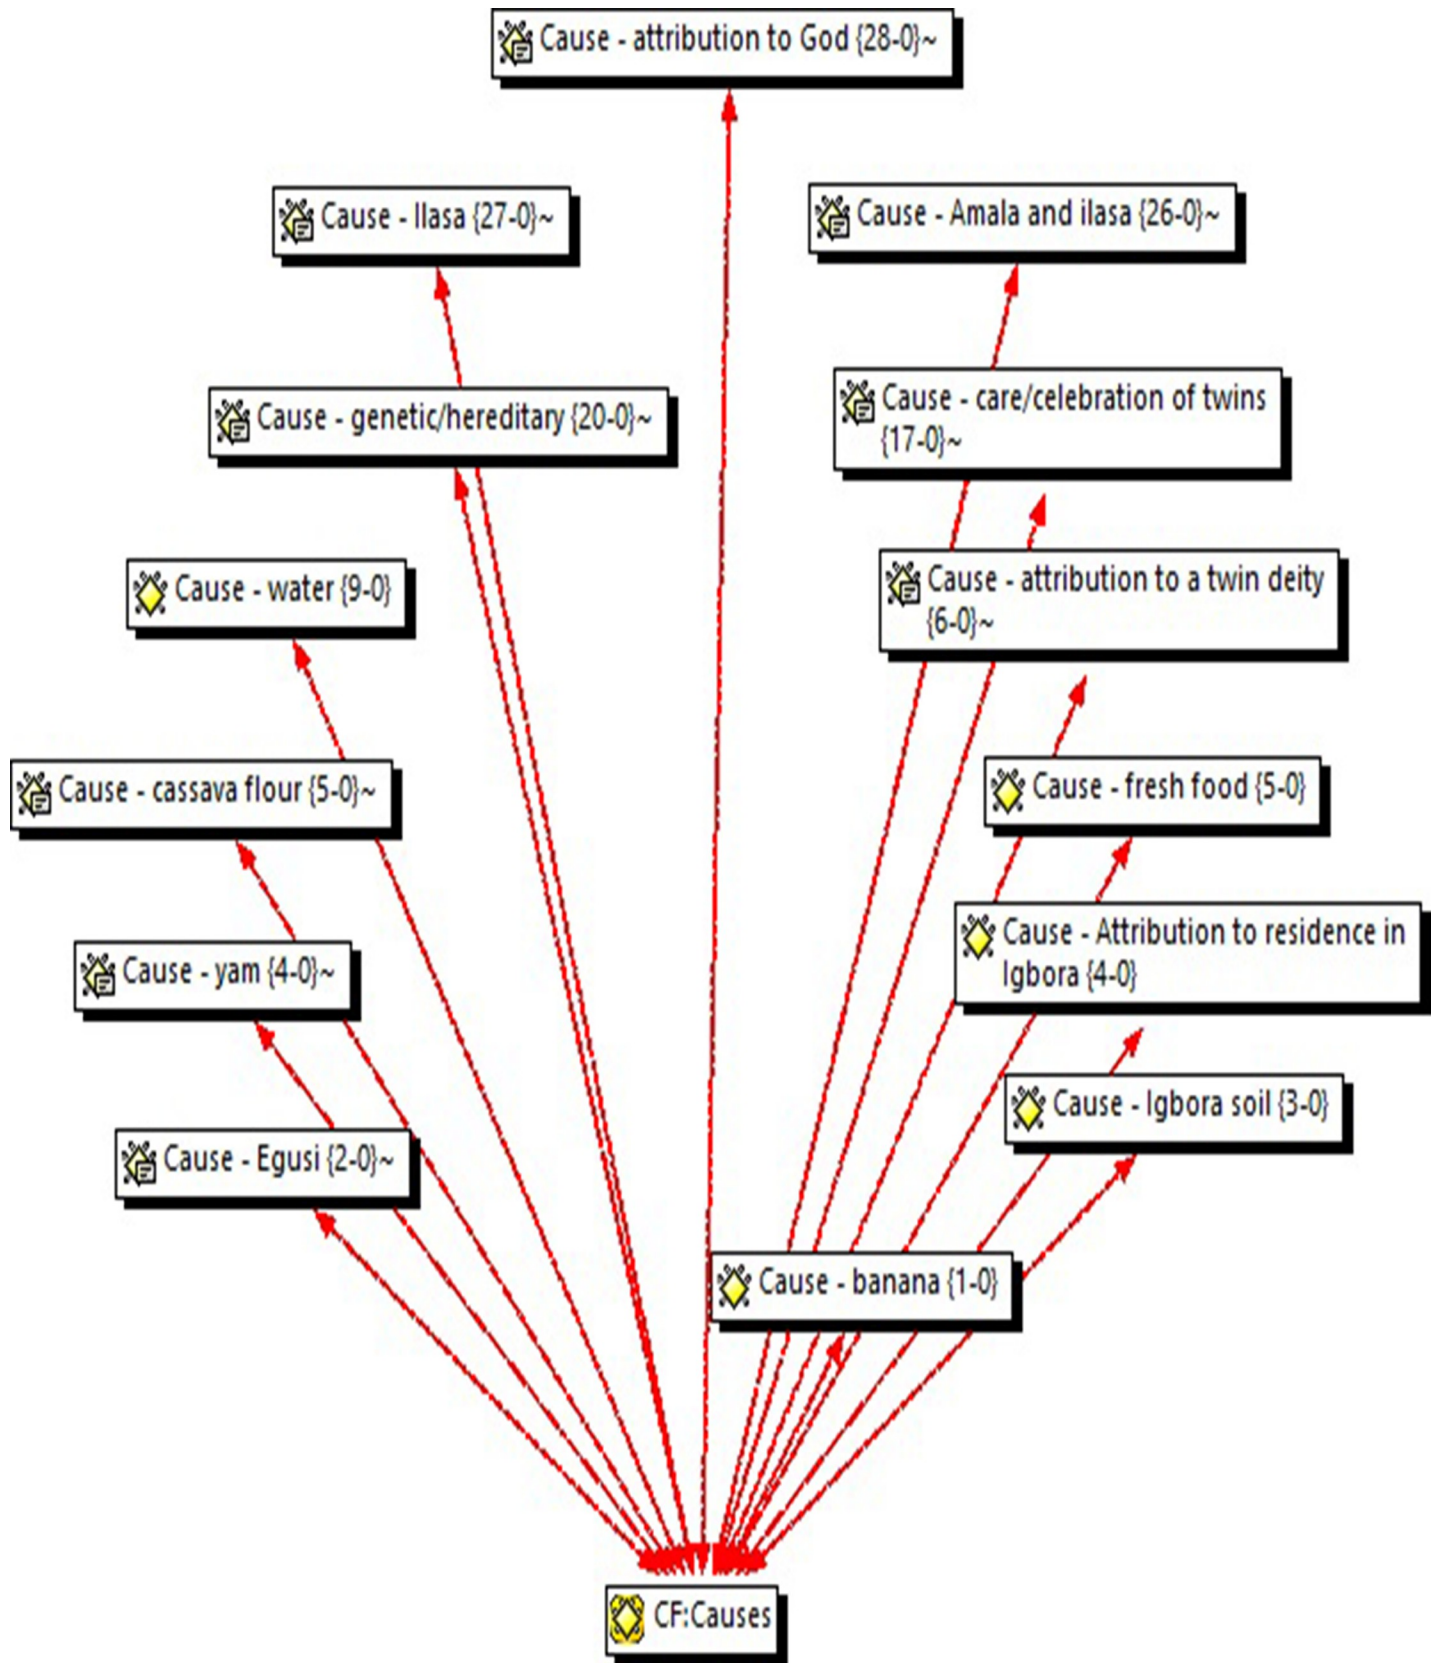 Cause - attribution to God {28-0}~
Cause - Ilasa {27-0}~
Cause - Amala and ilasa {26-0}~
Cause - genetic/hereditary {20-0}~
Cause - care/celebration of twins
{17-0}~
Cause - water {9-0}
Cause - attribution to a twin deity
{6-0}~
Cause - cassava flour {5-0}~
Cause - fresh food {5-0}
Cause - yam {4-0}~
Cause - Attribution to residence in
Igbora {4-0}
Cause - Egusi {2-0}~
Cause - Igbora soil {3-0}
Cause - banana {1-0}
CF:Causes